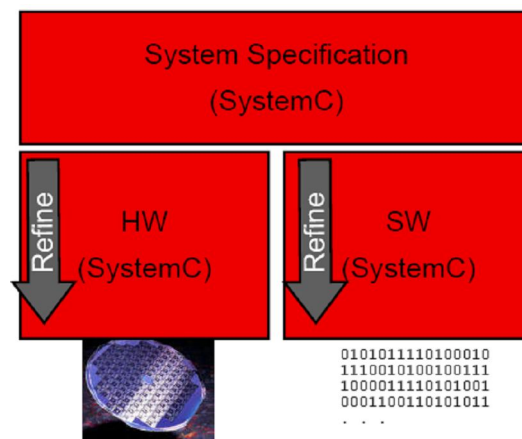 System Specification
(SystemC)
Refine
HW
(SystemC)
Refine
SW
(SystemC)
0101011110100010
1110010100100111
1000011110101001
0001100110101011
. . .